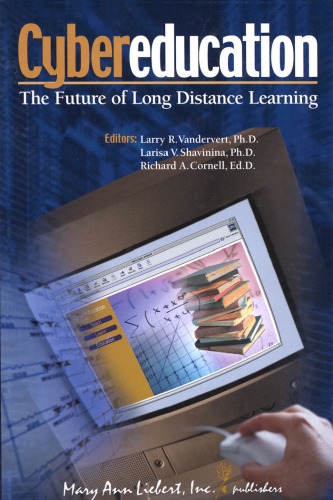 Cybereducation
The Future of Long Distance Learning
Editors: Larry R. Vandervert, Ph.D.
Larisa V. Shavinina, Ph.D.
Richard A. Cornell, Ed.D.
Education
Mary Ann Liebert, Inc. publishers